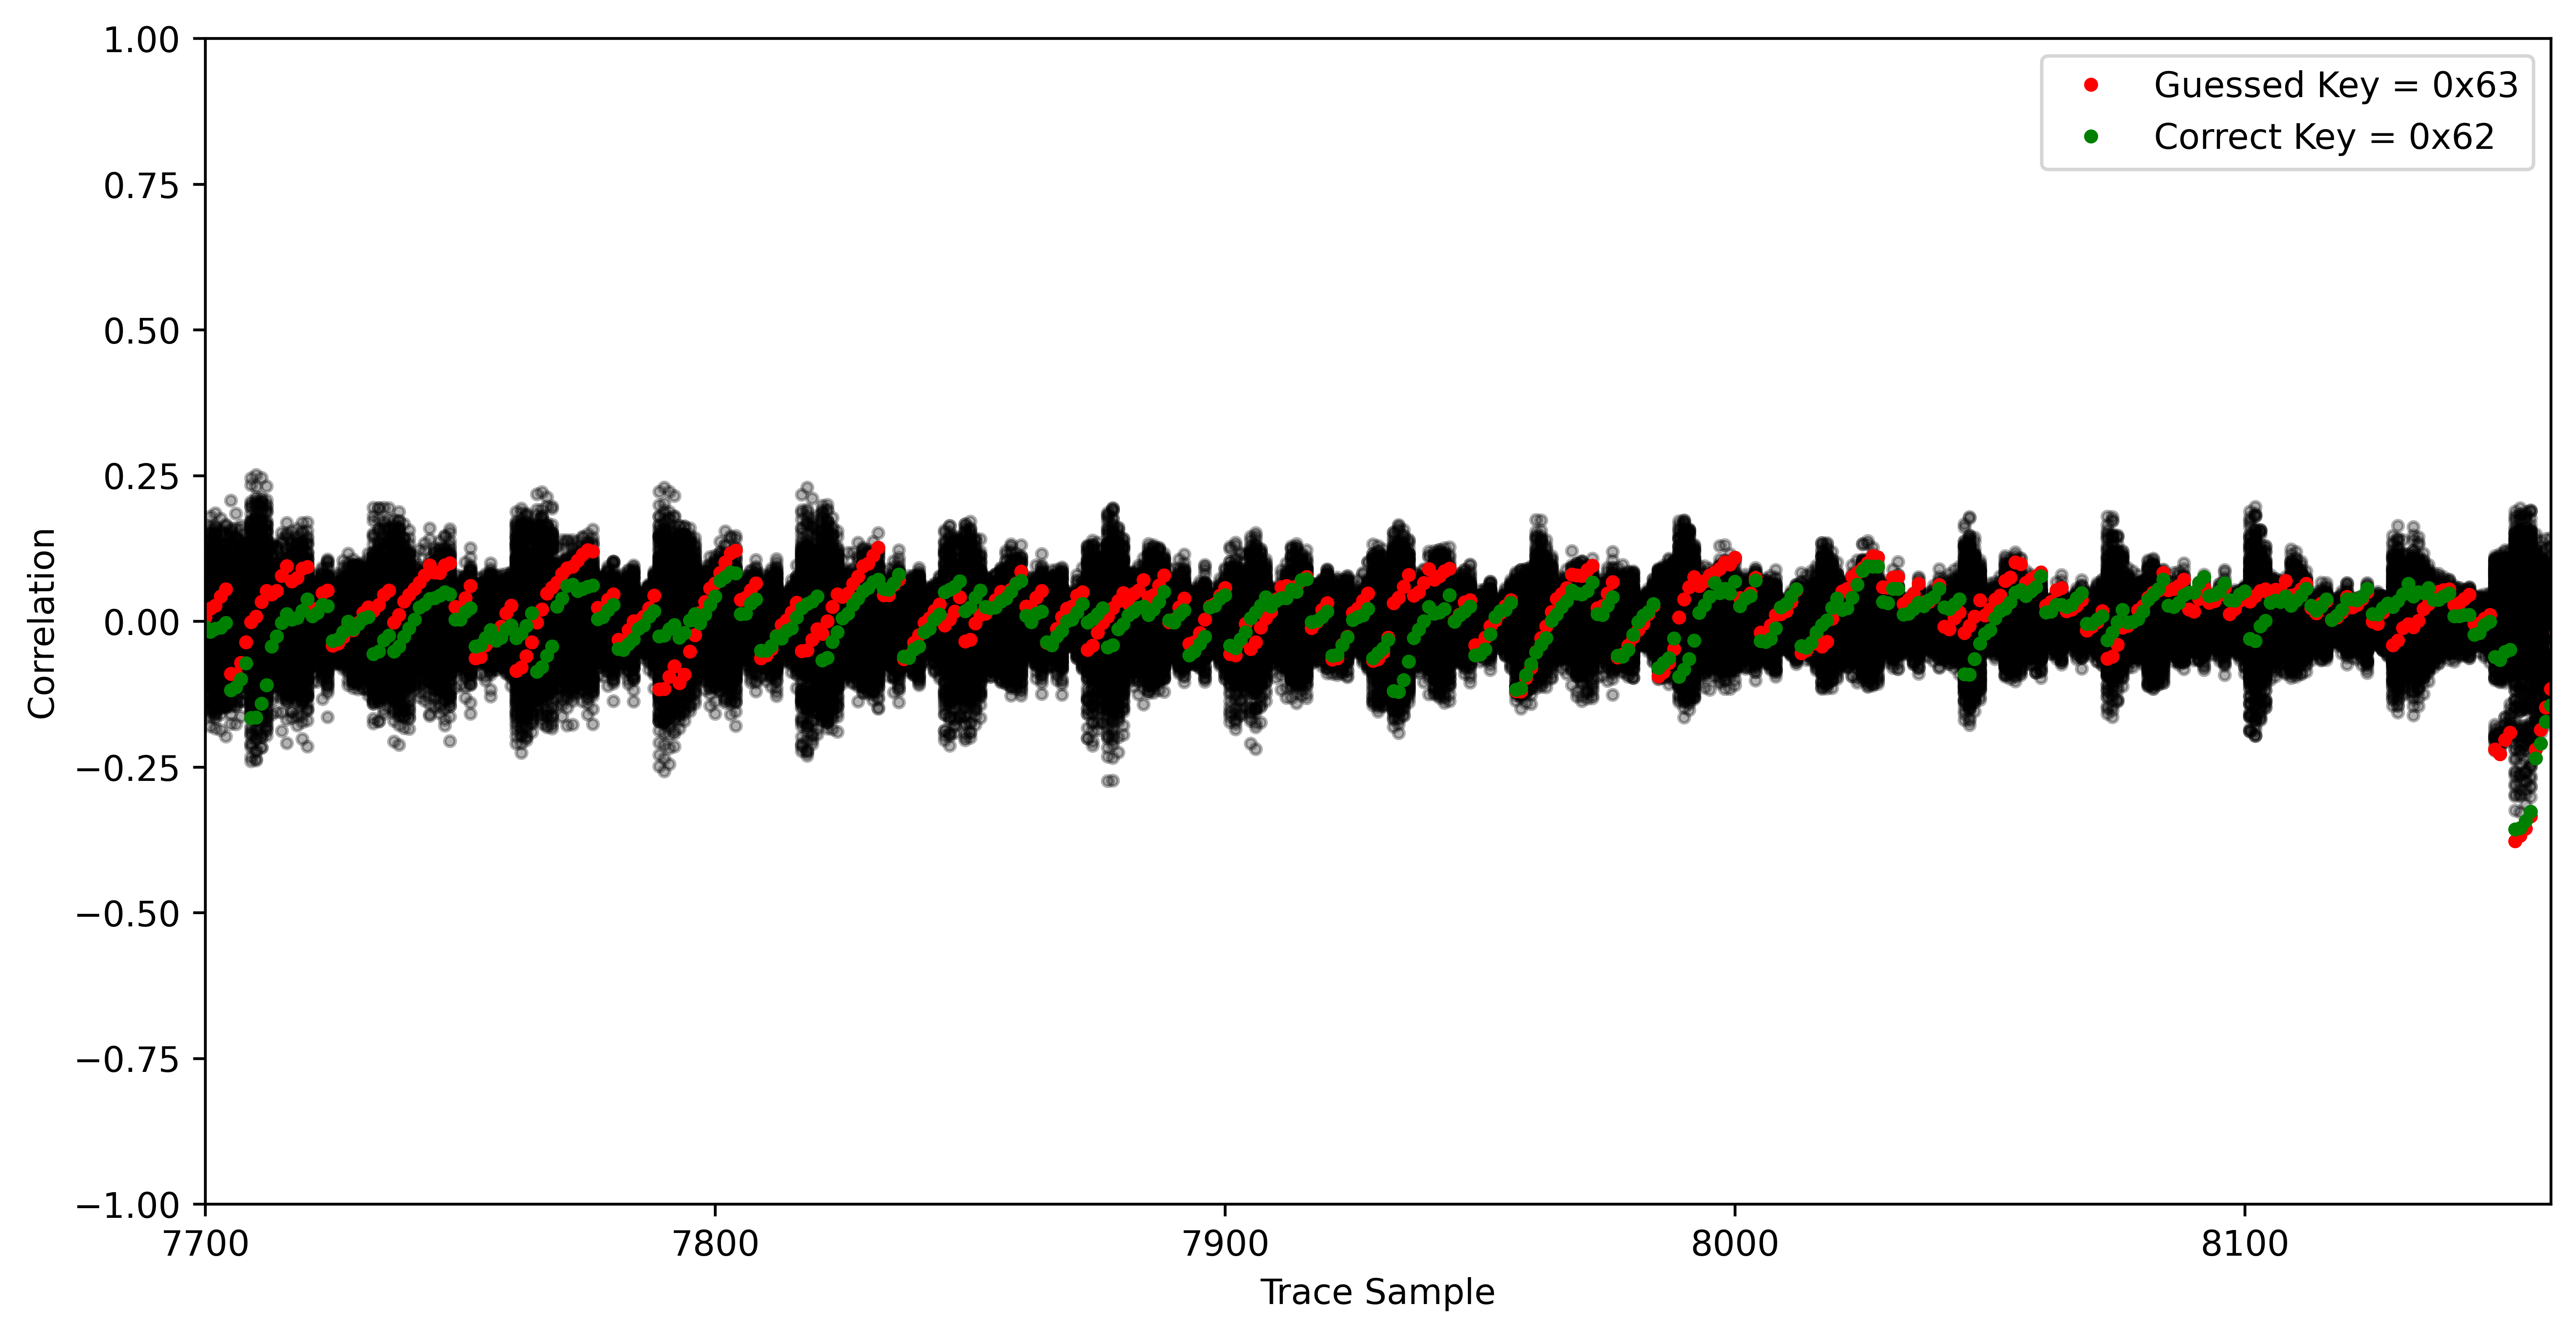 1.00
0.75
0.50
0.25
0.00
−0.25
−0.50
−0.75
−1.00
Correlation
Guessed Key = 0x63
Correct Key = 0x62
7700 7800 7900 8000 8100
Trace Sample